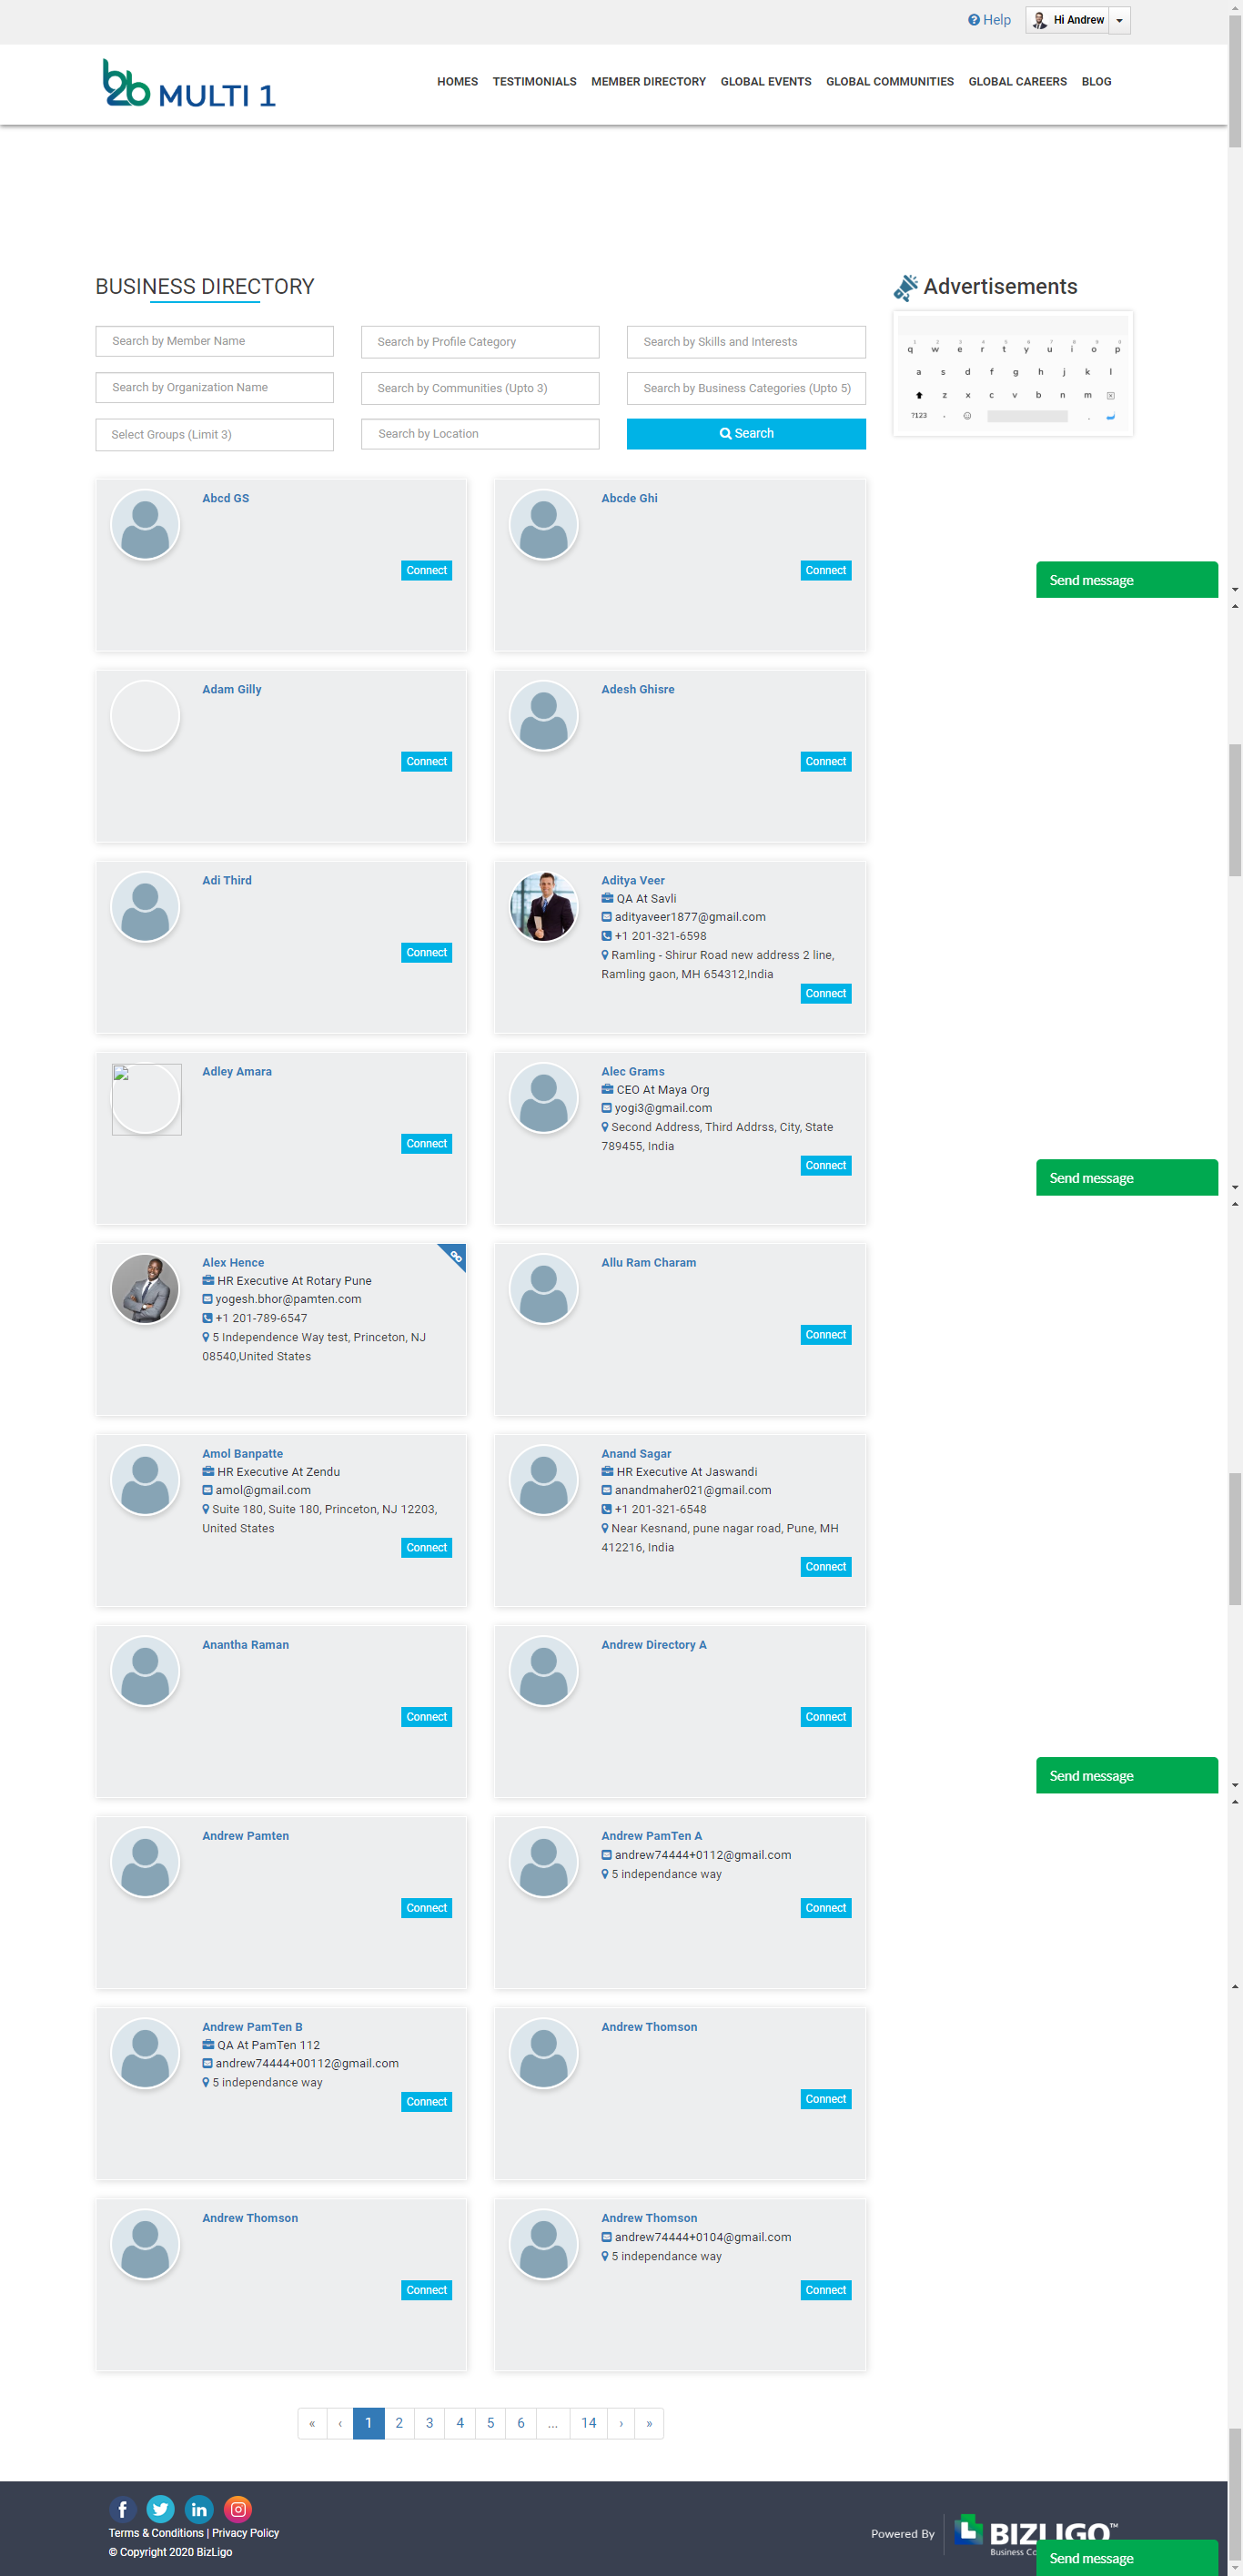 Help
Hi Andrew
b2b MULTI 1
HOMES TESTIMONIALS MEMBER DIRECTORY GLOBAL EVENTS GLOBAL COMMUNITIES GLOBAL CAREERS BLOG
BUSINESS DIRECTORY
Advertisements
Search by Member Name
Search by Profile Category
Search by Skills and Interests
Search by Organization Name
Search by Communities (Upto 3)
Search by Business Categories (Upto 5)
Select Groups (Limit 3)
Search by Location
Search
1 2 3 4 5 6 7 8 9 0
q w e r t y u i o p
a s d f g h j k l
z x c v b n m
?123 , .
Abcd GS
Connect
Abcde Ghi
Connect
Send message
Adam Gilly
Connect
Adesh Ghisre
Connect
Adi Third
Connect
Aditya Veer
QA At Savli
adityaveer1877@gmail.com
+1 201-321-6598
Ramling - Shirur Road new address 2 line,
Ramling gaon, MH 654312,India
Connect
Adley Amara
Connect
Alec Grams
CEO At Maya Org
yogi3@gmail.com
Second Address, Third Addrss, City, State
789455, India
Connect
Send message
Alex Hence
HR Executive At Rotary Pune
yogesh.bhor@pamten.com
+1 201-789-6547
5 Independence Way test, Princeton, NJ
08540,United States
Allu Ram Charam
Connect
Amol Banpatte
HR Executive At Zendu
amol@gmail.com
Suite 180, Suite 180, Princeton, NJ 12203,
United States
Connect
Anand Sagar
HR Executive At Jaswandi
anandmaher021@gmail.com
+1 201-321-6548
Near Kesnand, pune nagar road, Pune, MH
412216, India
Connect
Anantha Raman
Connect
Andrew Directory A
Connect
Send message
Andrew Pamten
Connect
Andrew PamTen A
andrew74444+0112@gmail.com
5 independance way
Connect
Andrew PamTen B
QA At PamTen 112
andrew74444+00112@gmail.com
5 independance way
Connect
Andrew Thomson
Connect
Andrew Thomson
Connect
Andrew Thomson
andrew74444+0104@gmail.com
5 independance way
Connect
« ‹ 1 2 3 4 5 6 ... 14 › »
Terms & Conditions | Privacy Policy
© Copyright 2020 BizLigo
Powered By
BIZLIGO™
Business Co
Send message